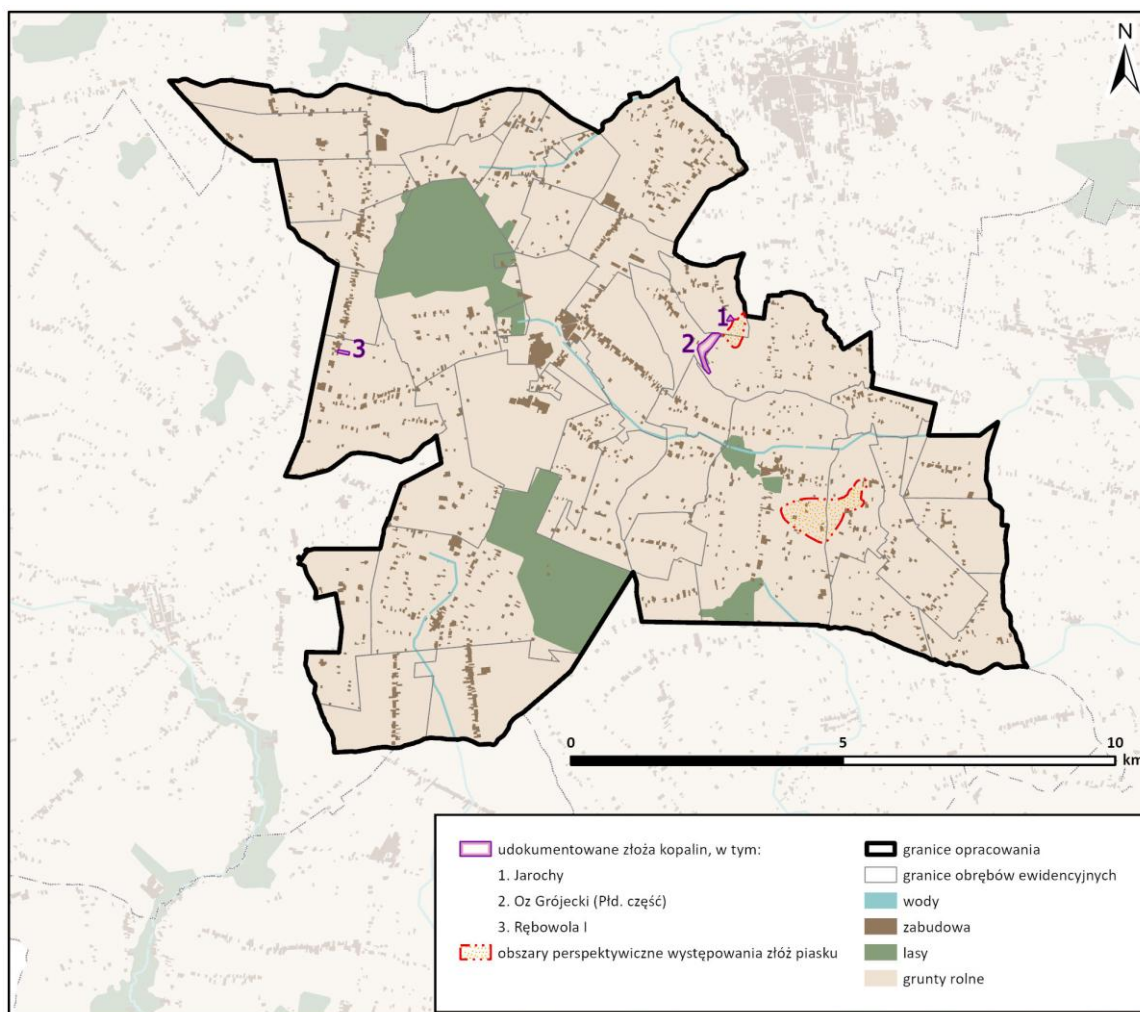 N
1
2
3
0
5
10
km
udokumentowane złoża kopalin, w tym:
1. Jarochy
2. Oz Grójecki (Płd. część)
3. Rębowola I
obszary perspektywiczne występowania złóż piasku
granice opracowania
granice obrębów ewidencyjnych
wody
zabudowa
lasy
grunty rolne